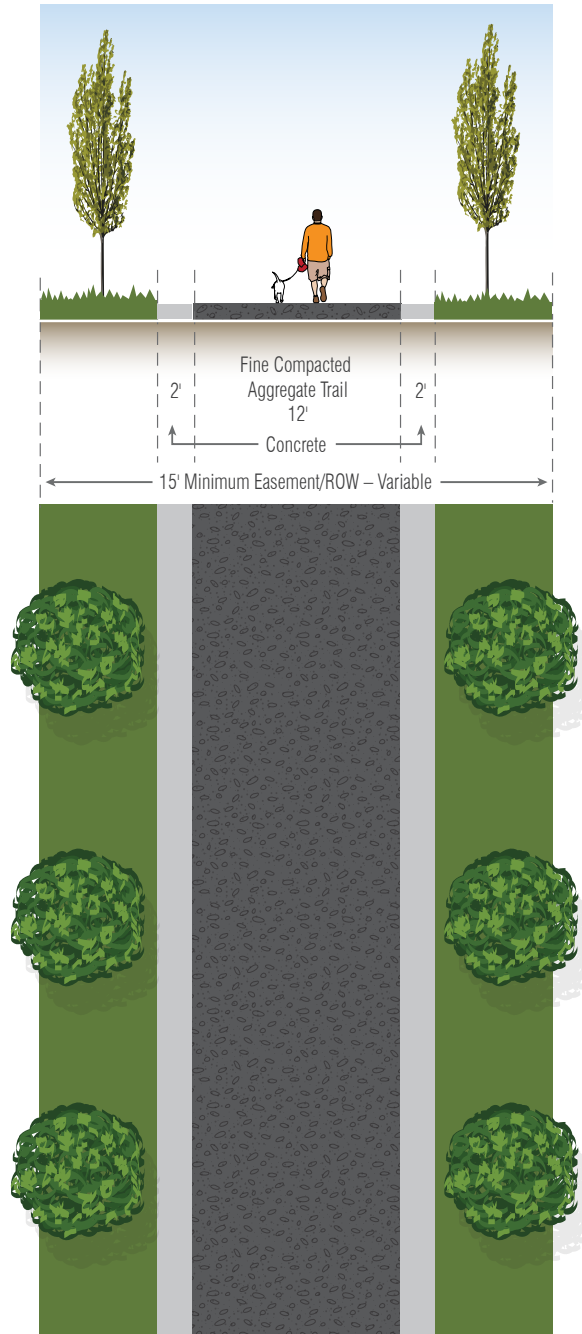 Fine Compacted
Aggregate Trail
12'
2'
2'
Concrete
15' Minimum Easement/ROW – Variable